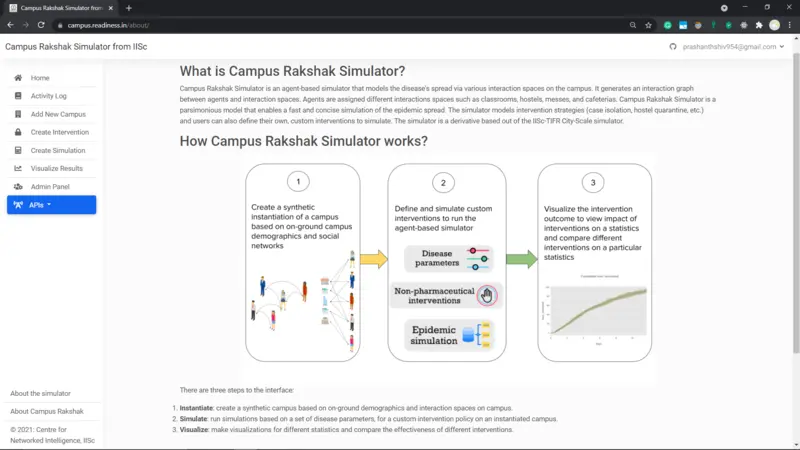 Campus Rakshak Simulator from
campus.readiness.in/about/
Campus Rakshak Simulator from IISc
prashanthshiv954@gmail.com
Home
Activity Log
Add New Campus
Create Intervention
Create Simulation
Visualize Results
Admin Panel
APIs
About the simulator
About Campus Rakshak
© 2021: Centre for
Networked Intelligence, IISc
What is Campus Rakshak Simulator?
Campus Rakshak Simulator is an agent-based simulator that models the disease's spread via various interaction spaces on the campus. It generates an interaction graph
between agents and interaction spaces. Agents are assigned different interactions spaces such as classrooms, hostels, messes, and cafeterias. Campus Rakshak Simulator is a
parsimonious model that enables a fast and concise simulation of the epidemic spread. The simulator models intervention strategies (case isolation, hostel quarantine, etc.)
and users can also define their own, custom interventions to simulate. The simulator is a derivative based out of the IISc-TIFR City-Scale simulator.
How Campus Rakshak Simulator works?
1
Create a synthetic
instantiation of a campus
based on on-ground campus
demographics and social
networks
2
Define and simulate custom
interventions to run the
agent-based simulator
Disease
parameters
Non-pharmaceutical
interventions
Epidemic
simulation
3
Visualize the intervention
outcome to view impact of
interventions on a statistics
and compare different
interventions on a particular
statistics
There are three steps to the interface:
1. Instantiate: create a synthetic campus based on on-ground demographics and interaction spaces on campus.
2. Simulate: run simulations based on a set of disease parameters, for a custom intervention policy on an instantiated campus.
3. Visualize: make visualizations for different statistics and compare the effectiveness of different interventions.